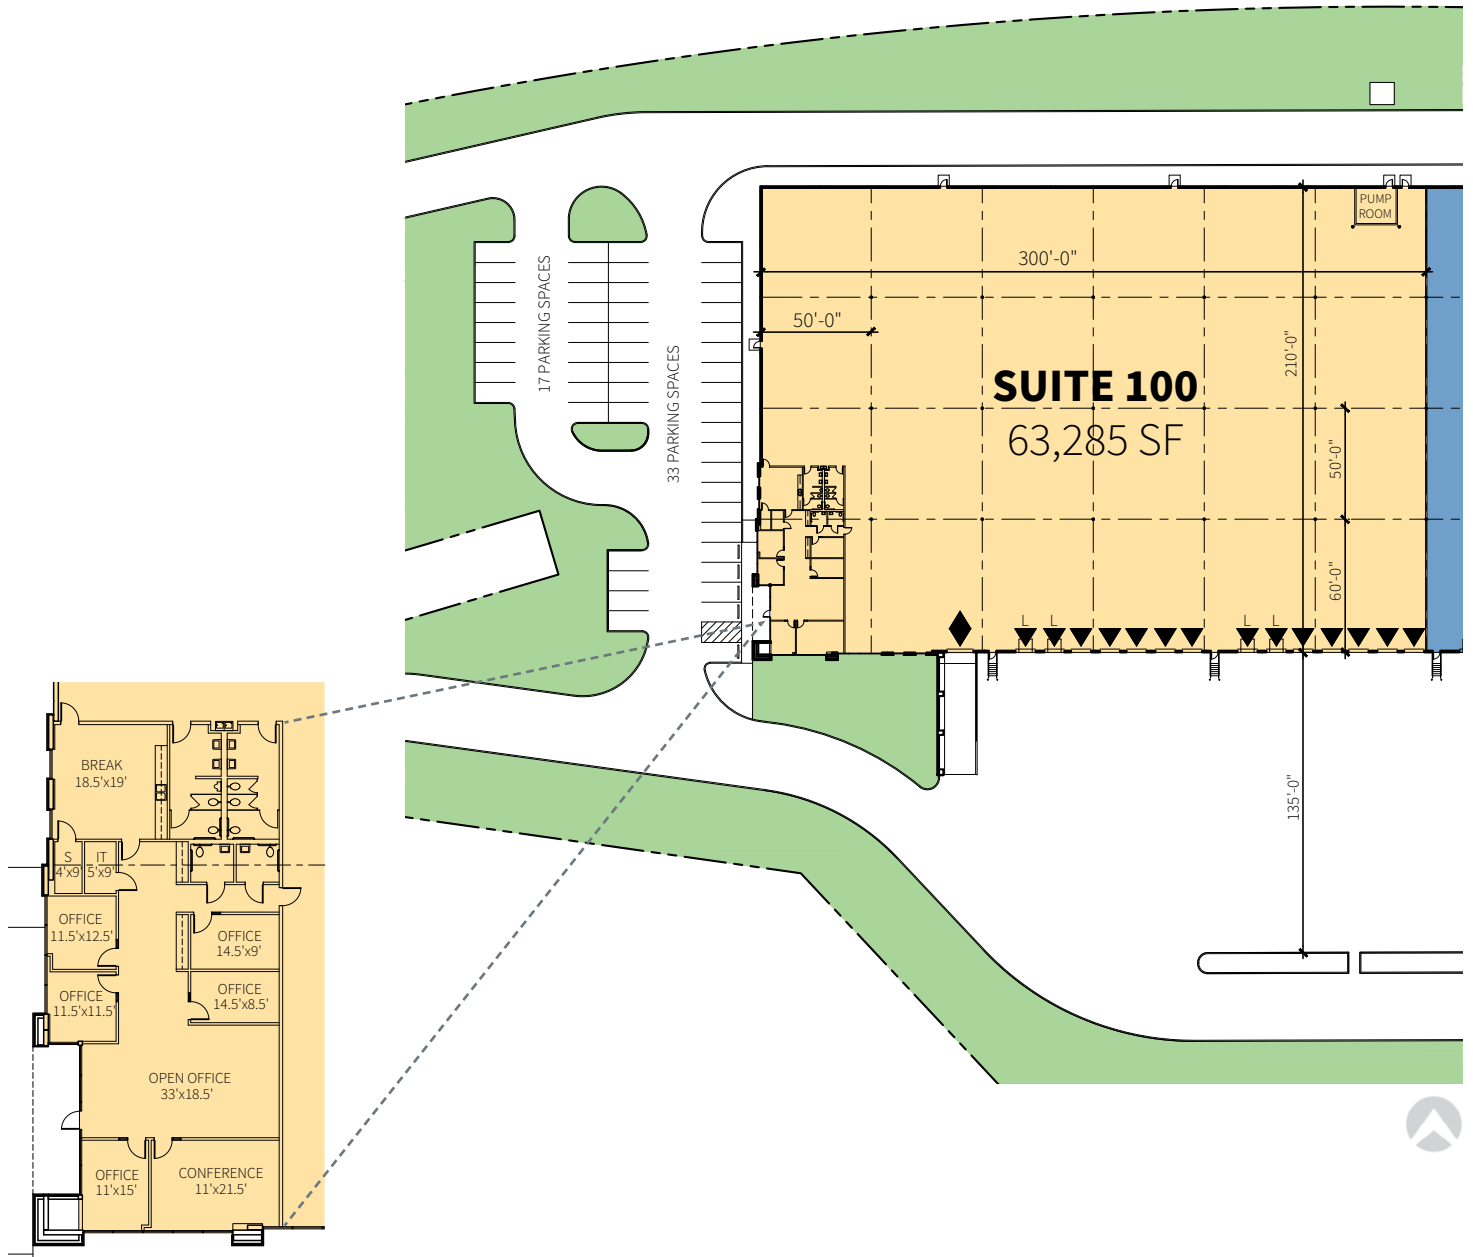 PUMP
ROOM
300'-0"
50'-0"
17 PARKING SPACES
33 PARKING SPACES
210'-0"
SUITE 100
63,285 SF
50'-0"
60'-0"
L
L
L
L
135'-0"
BREAK
18.5'x19'
S
4'x9'
IT
5'x9'
OFFICE
11.5'x12.5'
OFFICE
14.5'x9'
OFFICE
11.5'x11.5'
OFFICE
14.5'x8.5'
OPEN OFFICE
33'x18.5'
OFFICE
11'x15'
CONFERENCE
11'x21.5'